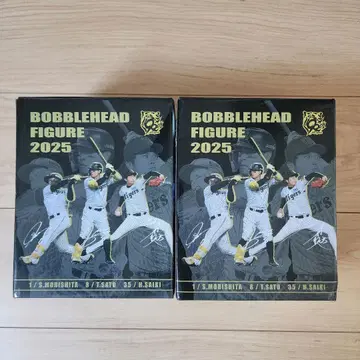 BOBBLEHEAD
FIGURE
2025
1 / S.MORISHITA 8 / T.SATO 35 / H.SAIKI
BOBBLEHEAD
FIGURE
2025
1 / S.MORISHITA 8 / T.SATO 35 / H.SAIKI